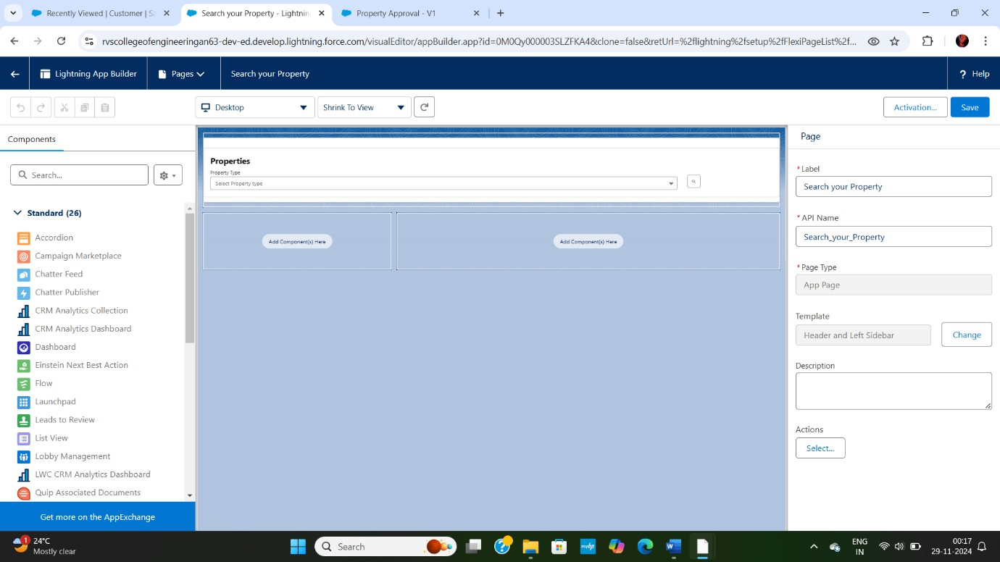 Recently Viewed | Customer | Sa
Search your Property - Lightnin
Property Approval - V1
rvscollegeofengineeringan63-dev-ed.develop.lightning.force.com/visualEditor/appBuilder.app?id=0M0Qy000003SLZFKA4&clone=false&retUrl=%2flightning%2fsetup%2fFlexiPageList%2f...
Lightning App Builder
Pages
Search your Property
? Help
Desktop
Shrink To View
Activation...
Save
Components
Search...
Standard (26)
Accordion
Campaign Marketplace
Chatter Feed
Chatter Publisher
CRM Analytics Collection
CRM Analytics Dashboard
Dashboard
Einstein Next Best Action
Flow
Launchpad
Leads to Review
List View
Lobby Management
LWC CRM Analytics Dashboard
Quip Associated Documents
Get more on the AppExchange
Properties
Property Type
Select Property type
Add Component(s) Here
Add Component(s) Here
Page
* Label
Search your Property
* API Name
Search_your_Property
* Page Type
App Page
Template
Header and Left Sidebar
Change
Description
Actions
Select...
1
24°C
Mostly clear
Search
myhp
W
ENG
IN
00:17
29-11-2024